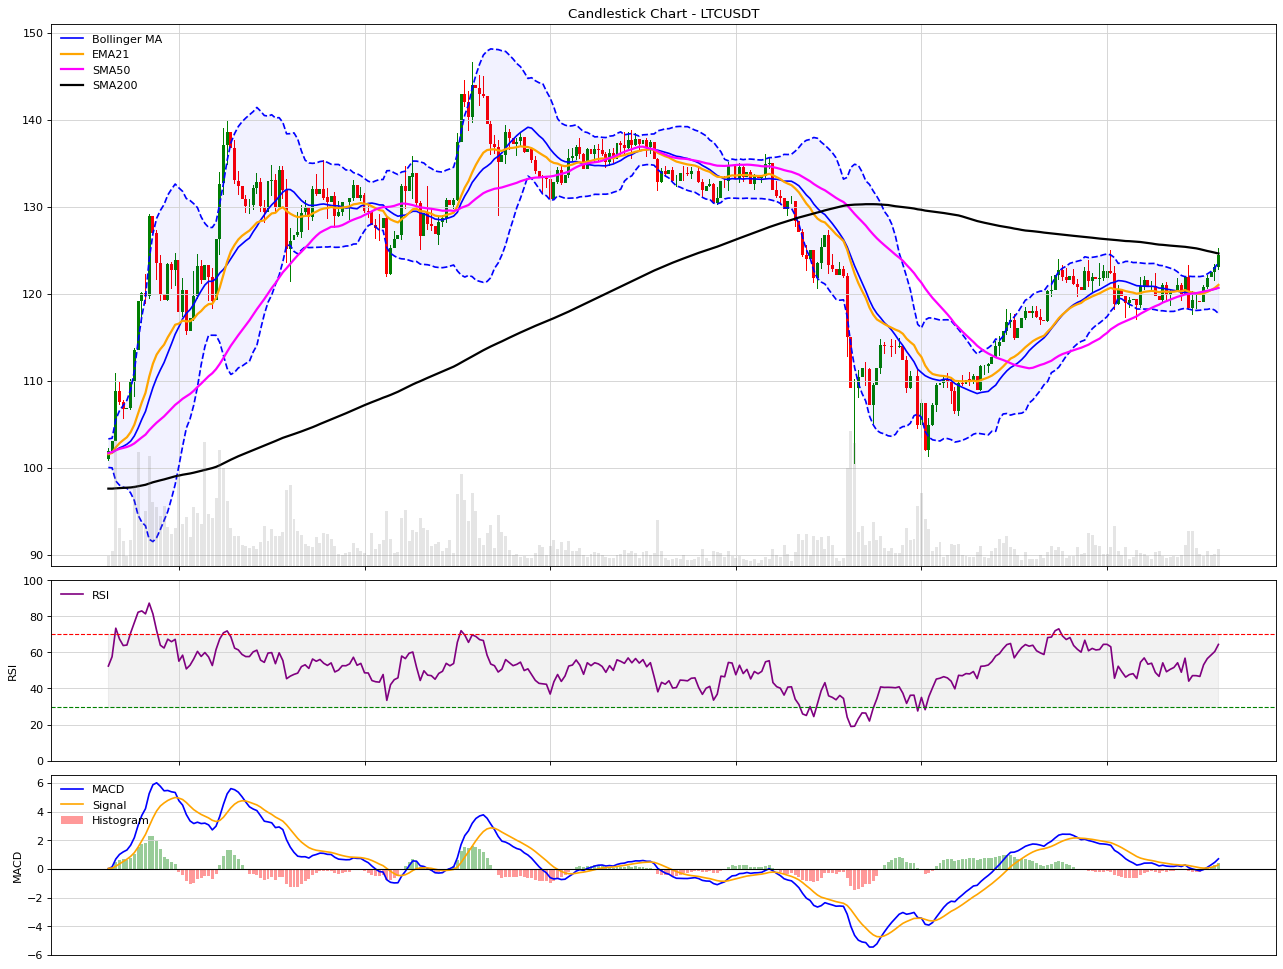 Candlestick Chart - LTCUSDT
150
140
130
120
110
100
90
Bollinger MA
EMA21
SMA50
SMA200
100
80
60
40
20
0
RSI
RSI
6
4
2
0
−2
−4
−6
MACD
MACD
Signal
Histogram